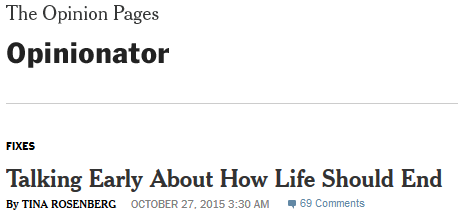 The Opinion Pages
Opinionator
FIXES
Talking Early About How Life Should End
By TINA ROSENBERG OCTOBER 27, 2015 3:30 AM 69 Comments